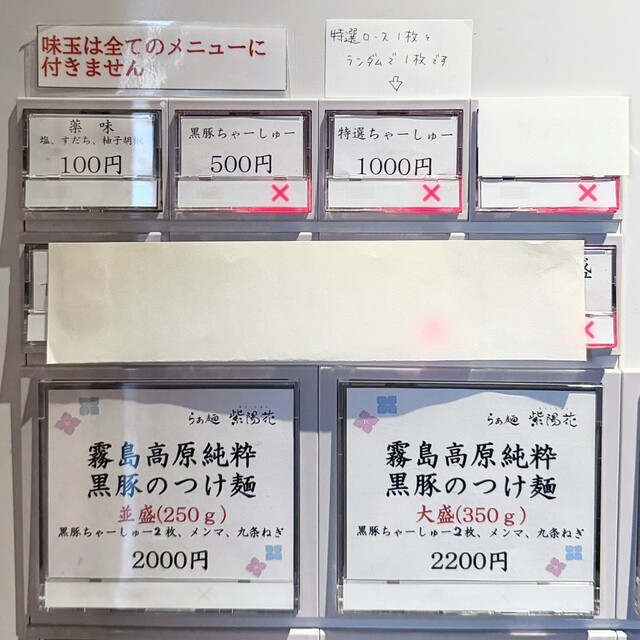 味玉は全てのメニューに
付きません
特選ロース1枚と
ランダムで1枚です
薬味
塩、すだち、柚子胡椒
100円
黒豚ちゃーしゅー
500円
×
特選ちゃーしゅー
1000円
×
×
らぁ麺 紫陽花
霧島高原純粋
黒豚のつけ麺
並盛(250g)
黒豚ちゃーしゅー2枚、メンマ、九条ねぎ
2000円
らぁ麺 紫陽花
霧島高原純粋
黒豚のつけ麺
大盛(350g)
黒豚ちゃーしゅー2枚、メンマ、九条ねぎ
2200円